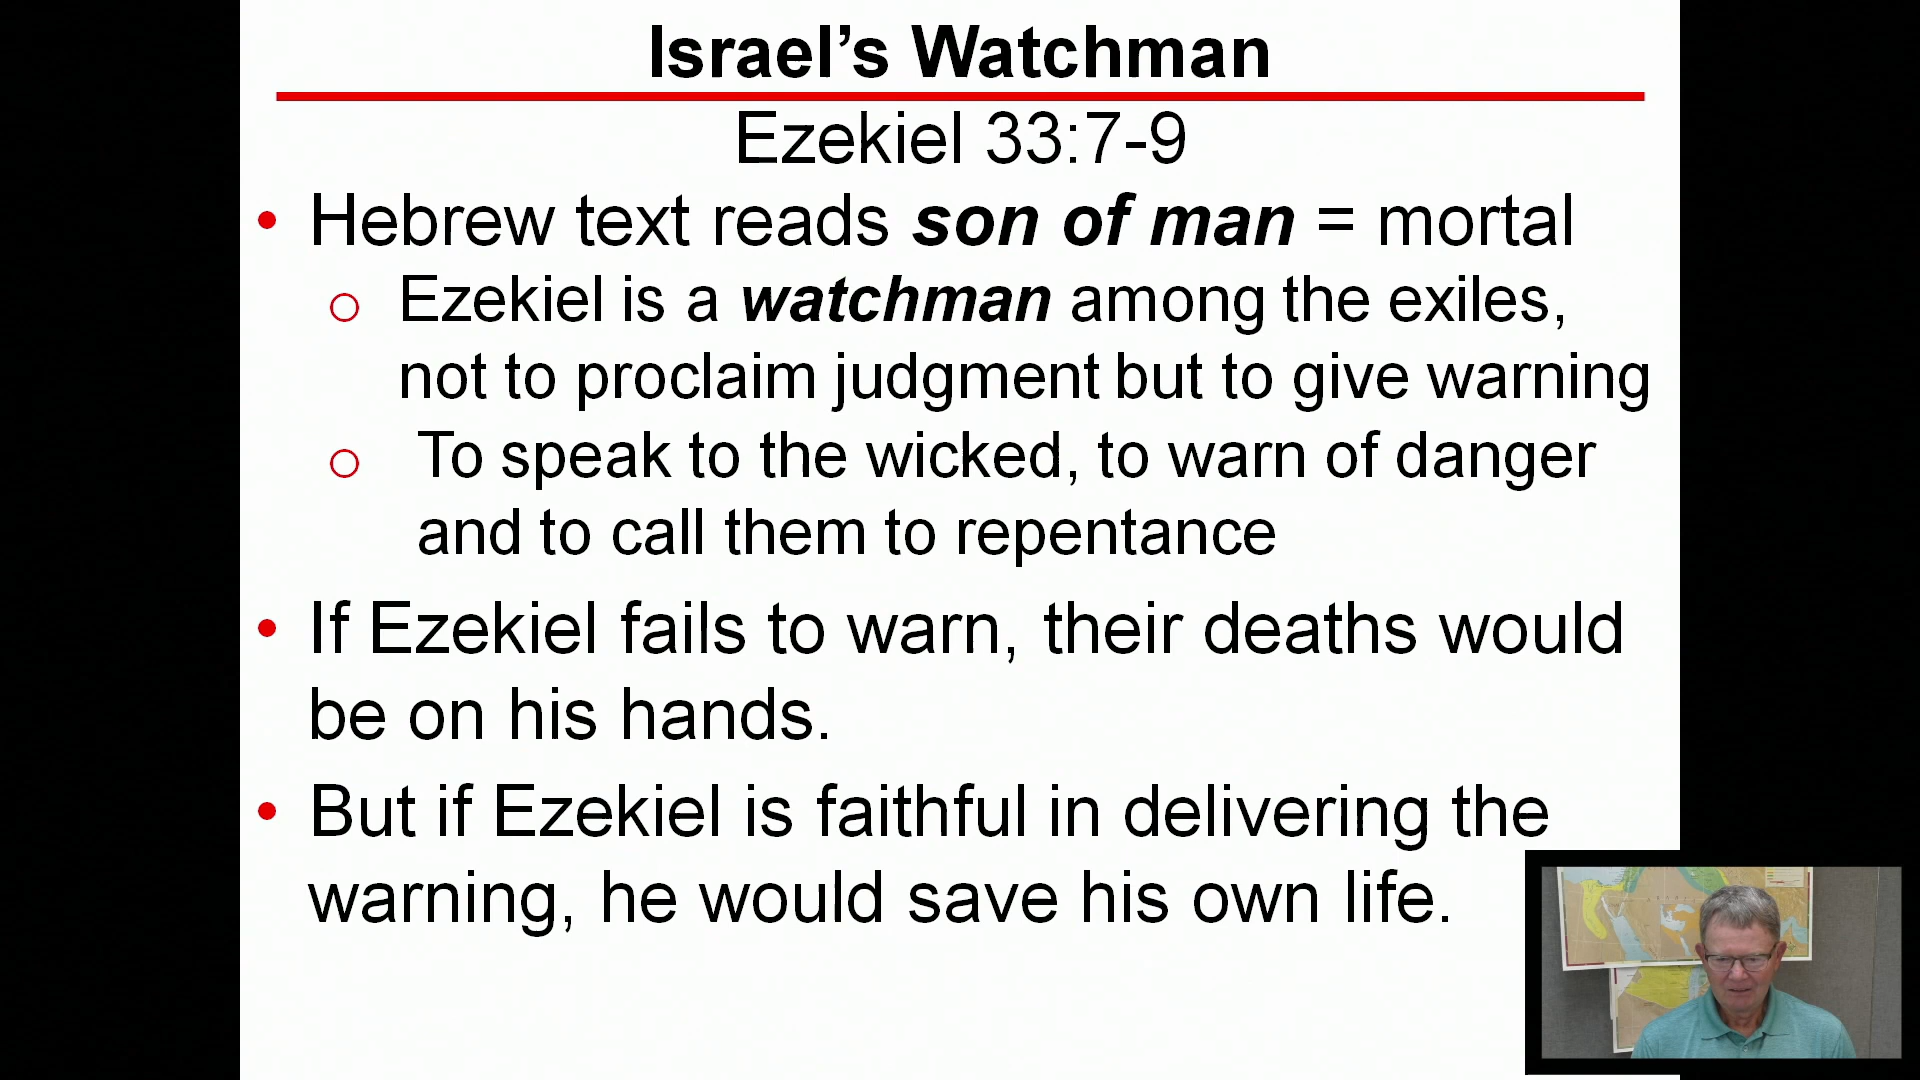 Israel’s Watchman
Ezekiel 33:7-9
• Hebrew text reads son of man = mortal
o Ezekiel is a watchman among the exiles,
not to proclaim judgment but to give warning
o To speak to the wicked, to warn of danger
and to call them to repentance
• If Ezekiel fails to warn, their deaths would
be on his hands.
• But if Ezekiel is faithful in delivering the
warning, he would save his own life.